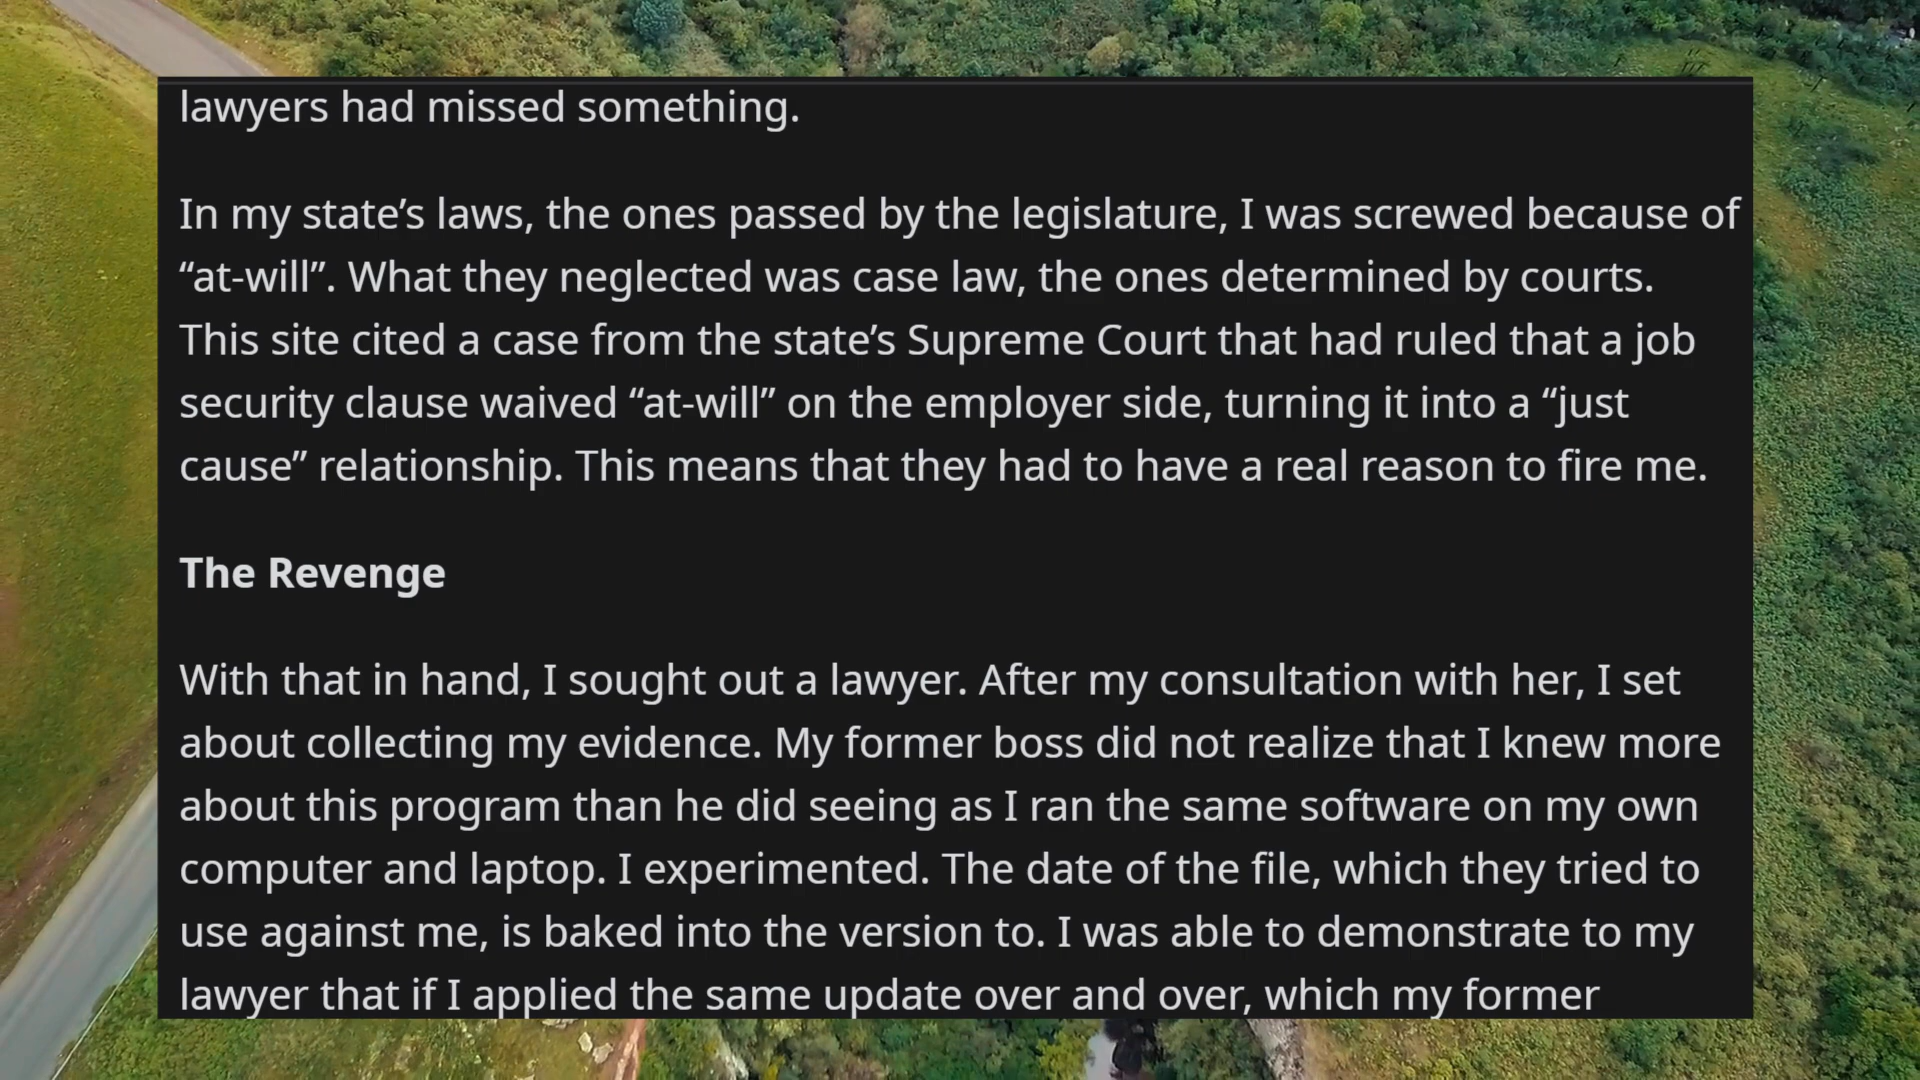 lawyers had missed something.
In my state’s laws, the ones passed by the legislature, I was screwed because of
“at-will”. What they neglected was case law, the ones determined by courts.
This site cited a case from the state’s Supreme Court that had ruled that a job
security clause waived “at-will” on the employer side, turning it into a “just
cause” relationship. This means that they had to have a real reason to fire me.
The Revenge
With that in hand, I sought out a lawyer. After my consultation with her, I set
about collecting my evidence. My former boss did not realize that I knew more
about this program than he did seeing as I ran the same software on my own
computer and laptop. I experimented. The date of the file, which they tried to
use against me, is baked into the version to. I was able to demonstrate to my
lawyer that if I applied the same update over and over, which my former